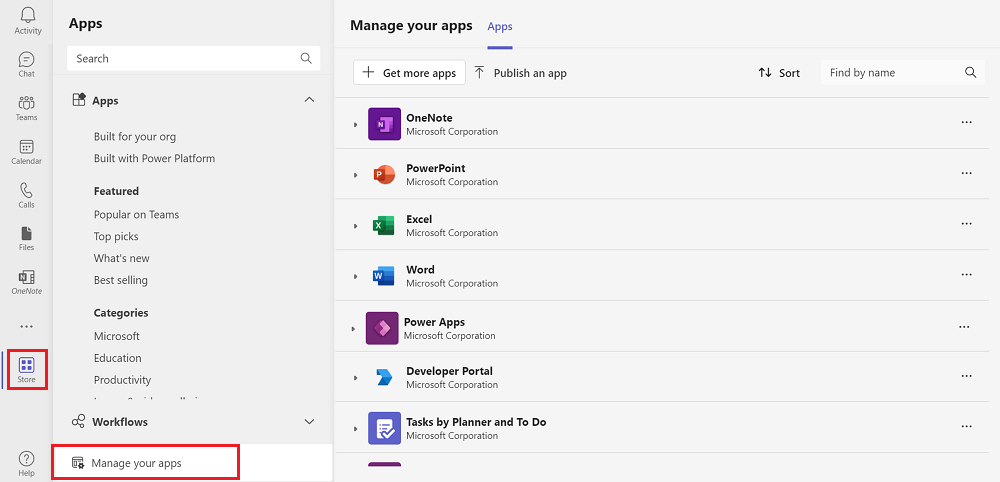 Activity
Chat
Teams
Calendar
Calls
Files
OneNote
Store
Help
Apps
Search
Apps
Built for your org
Built with Power Platform
Featured
Popular on Teams
Top picks
What's new
Best selling
Categories
Microsoft
Education
Productivity
Workflows
Manage your apps
Manage your apps Apps
Get more apps Publish an app Sort Find by name
OneNote
Microsoft Corporation
PowerPoint
Microsoft Corporation
Excel
Microsoft Corporation
Word
Microsoft Corporation
Power Apps
Microsoft Corporation
Developer Portal
Microsoft Corporation
Tasks by Planner and To Do
Microsoft Corporation